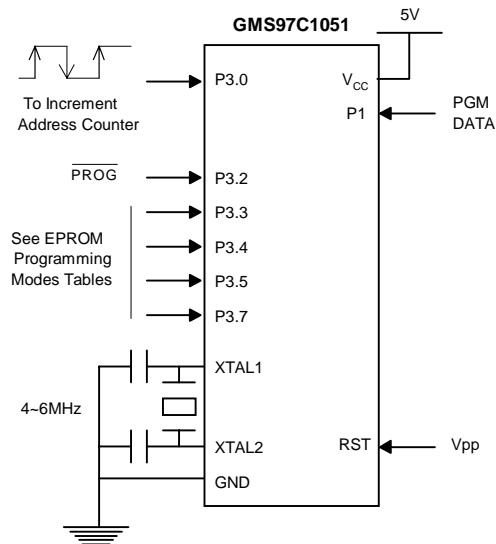 GMS97C1051
5V
P3.0
V_CC
To Increment
Address Counter
P1
PGM
DATA
PROG
P3.2
P3.3
See EPROM
Programming
Modes Tables
P3.4
P3.5
P3.7
XTAL1
4~6MHz
XTAL2
RST
Vpp
GND